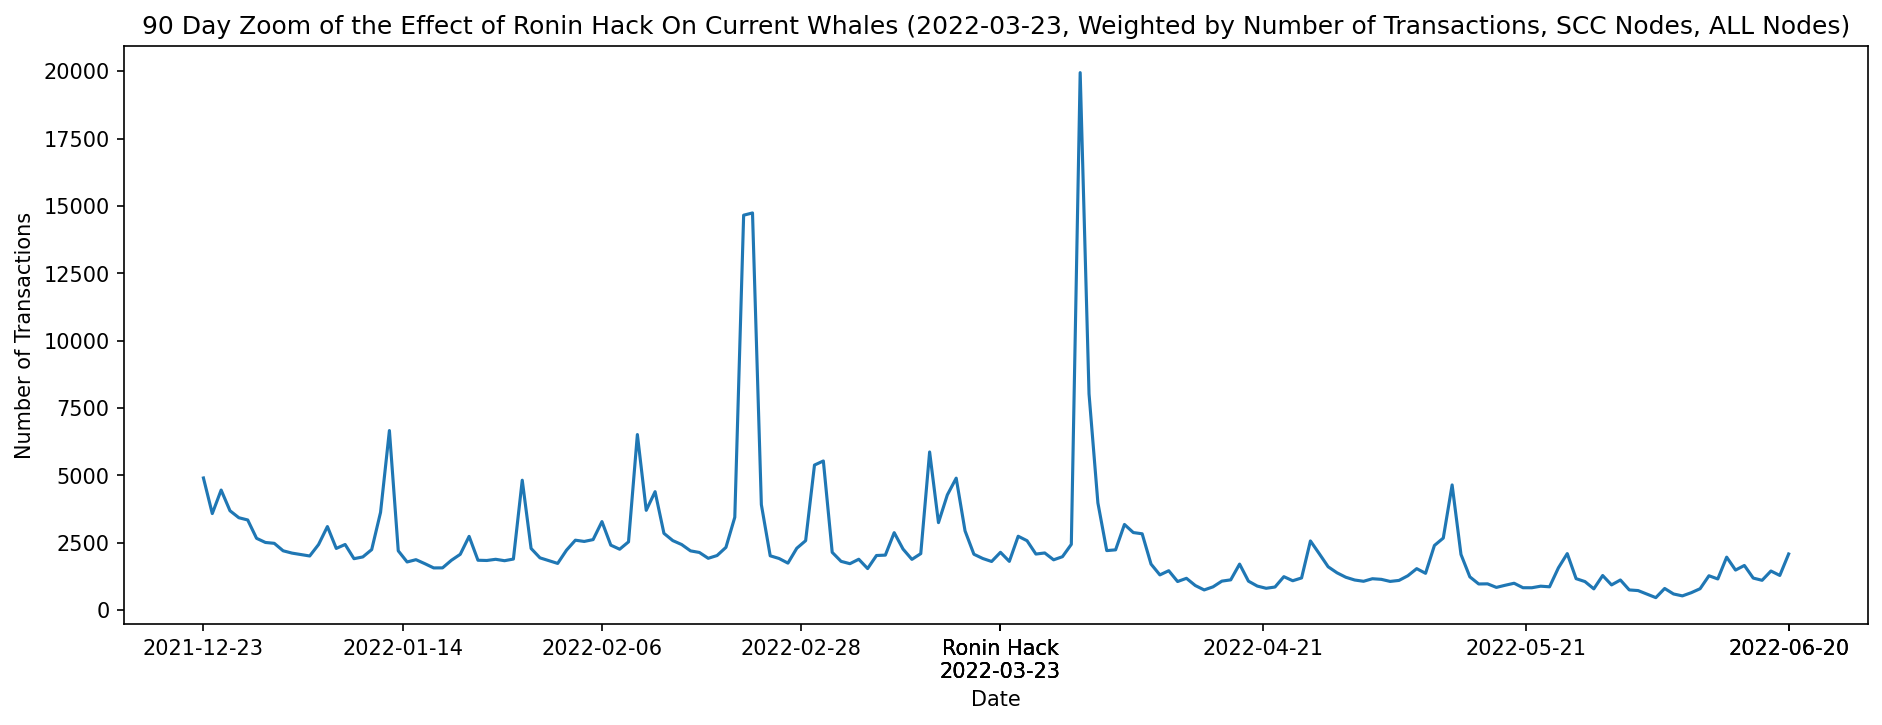 90 Day Zoom of the Effect of Ronin Hack On Current Whales (2022-03-23, Weighted by Number of Transactions, SCC Nodes, ALL Nodes)
Number of Transactions
20000
17500
15000
12500
10000
7500
5000
2500
0
2021-12-23 2022-01-14 2022-02-06 2022-02-28 Ronin Hack 2022-04-21 2022-05-21 2022-06-20
2022-03-23
Date